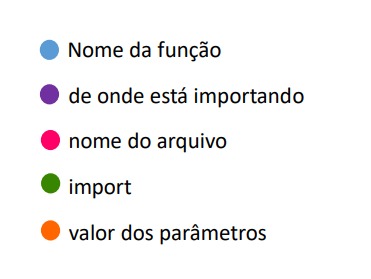 Nome da função
de onde está importando
nome do arquivo
import
valor dos parâmetros